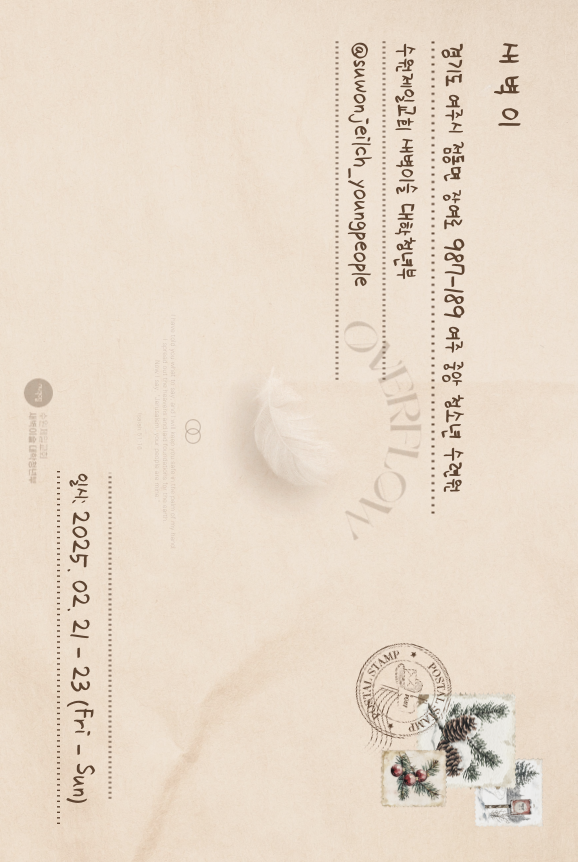 새벽이
경기도 여주시 점동면 장여로 987-189 여주 중앙 청소년 수련원
수원제일교회 새벽이슬 대학청년부
@suwonjeilch_youngpeople
OVERFLOW
수원제일교회
새벽이슬 대학청년부
일시: 2025. 02. 21 - 23 (Fri - Sun)
POSTAL STAMP
POSTAL STAMP